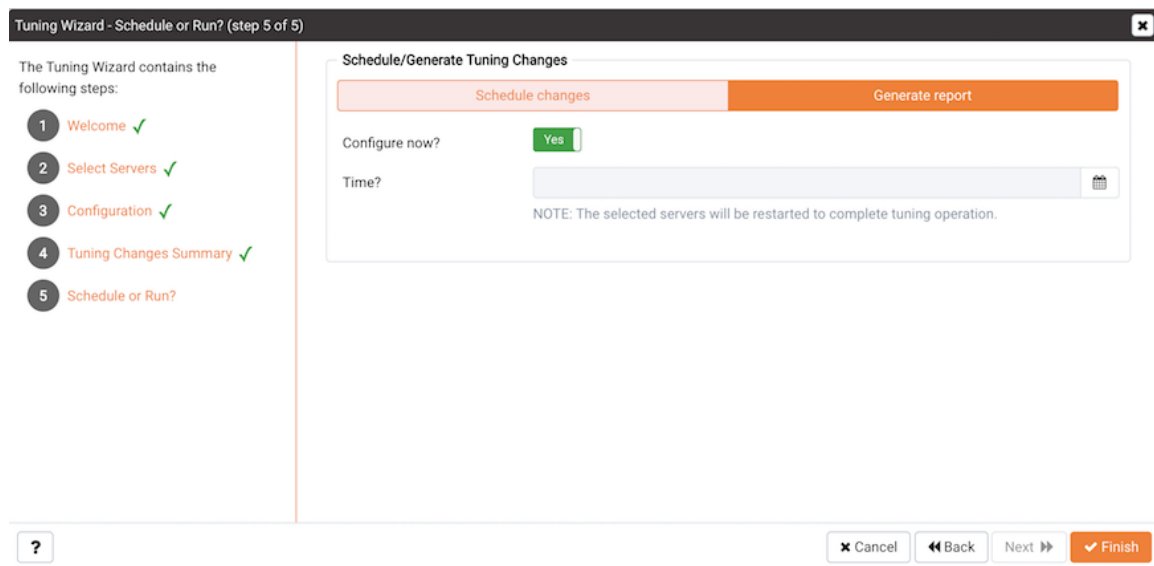 Tuning Wizard - Schedule or Run? (step 5 of 5)
The Tuning Wizard contains the
following steps:
1 Welcome
2 Select Servers
3 Configuration
4 Tuning Changes Summary
5 Schedule or Run?
Schedule/Generate Tuning Changes
Schedule changes Generate report
Configure now? Yes
Time?
NOTE: The selected servers will be restarted to complete tuning operation.
? Cancel Back Next Finish